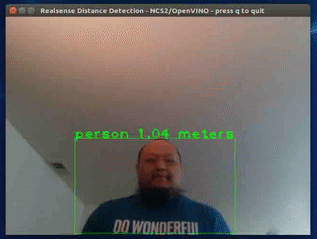 Realsense Distance Detection - NCS2/OpenVINO - press q to quit
person 1.04 meters
DO WONDERFUL